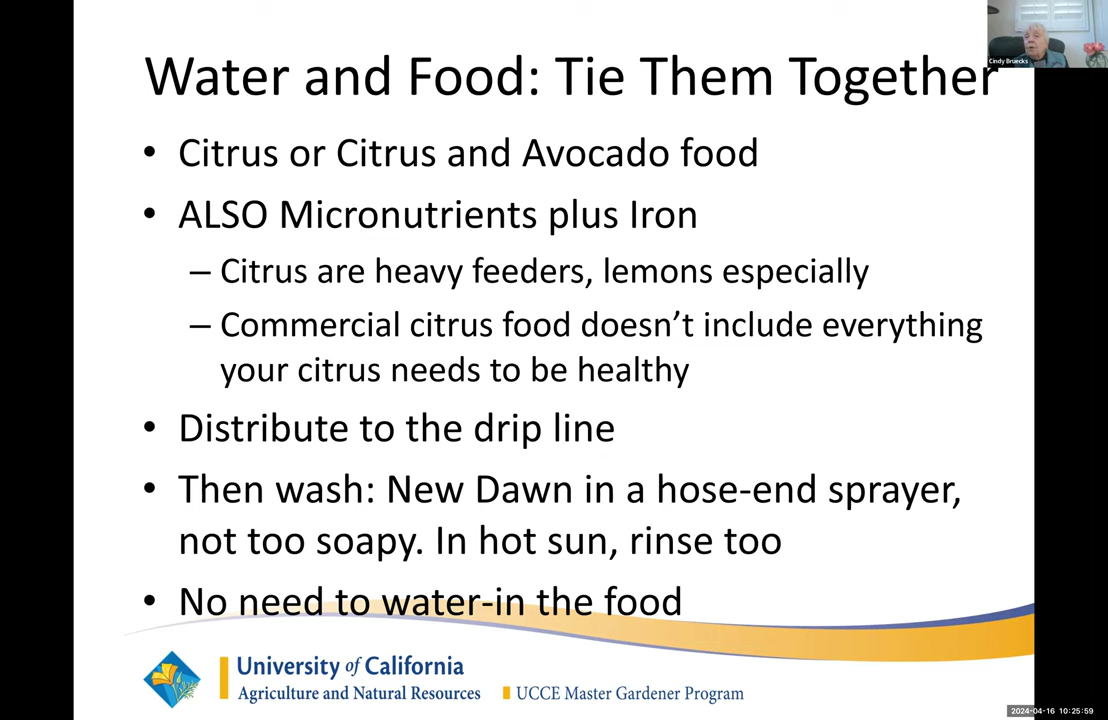 Water and Food: Tie Them Together
Cindy Bruecks
• Citrus or Citrus and Avocado food
• ALSO Micronutrients plus Iron
– Citrus are heavy feeders, lemons especially
– Commercial citrus food doesn't include everything
your citrus needs to be healthy
• Distribute to the drip line
• Then wash: New Dawn in a hose-end sprayer,
not too soapy. In hot sun, rinse too
• No need to water-in the food
University of California
Agriculture and Natural Resources
UCCE Master Gardener Program
2024-04-16 10:25:59